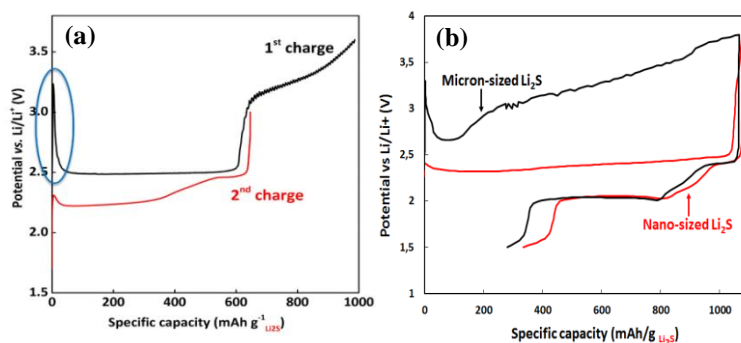 (a)
1st charge
2nd charge
Potential vs. Li/Li+ (V)
3.5
3.0
2.5
2.0
1.5
0 200 400 600 800 1000
Specific capacity (mAh g-1 Li2S)
(b)
Micron-sized Li2S
Nano-sized Li2S
Potential vs Li/Li+ (V)
4
3,5
3
2,5
2
1,5
1
0 200 400 600 800 1000
Specific capacity (mAh/g Li2S)